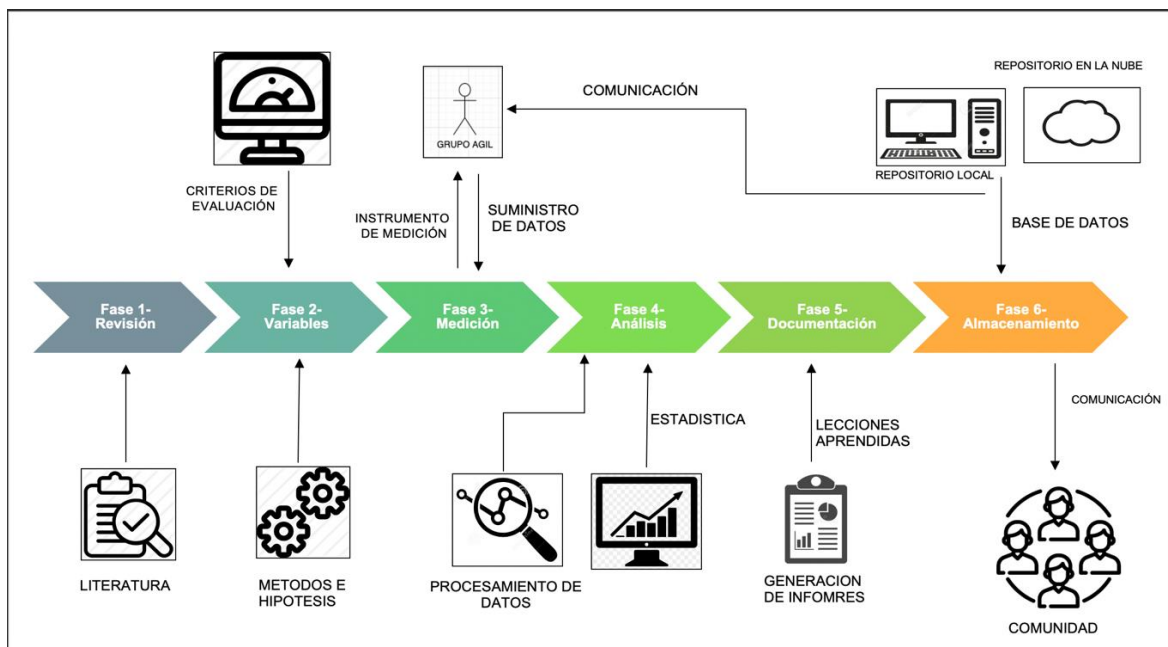 REPOSITORIO EN LA NUBE
COMUNICACIÓN
GRUPO AGIL
REPOSITORIO LOCAL
CRITERIOS DE
EVALUACIÓN
INSTRUMENTO
DE MEDICIÓN
SUMINISTRO
DE DATOS
BASE DE DATOS
Fase 1-
Revisión
Fase 2-
Variables
Fase 3-
Medición
Fase 4-
Análisis
Fase 5-
Documentación
Fase 6-
Almacenamiento
ESTADISTICA
LECCIONES
APRENDIDAS
COMUNICACIÓN
LITERATURA
METODOS E
HIPOTESIS
PROCESAMIENTO DE
DATOS
GENERACION
DE INFOMRES
COMUNIDAD